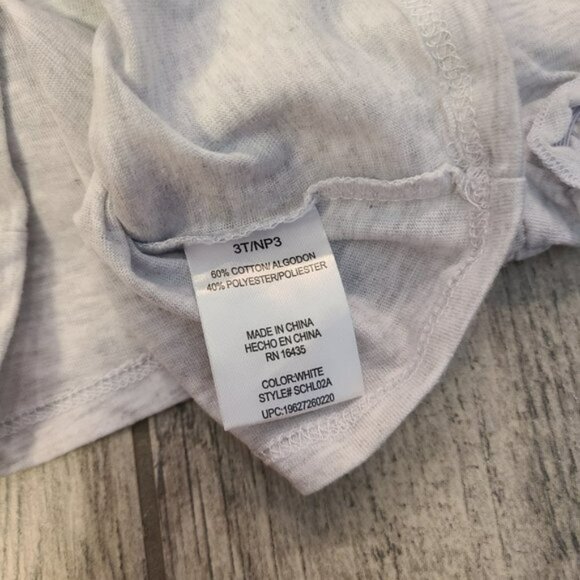 3T/NP3
60% COTTON/ ALGODON
40% POLYESTER/POLIESTER
MADE IN CHINA
HECHO EN CHINA
RN 16435
COLOR:WHITE
STYLE# SCHL02A
UPC:19627260220